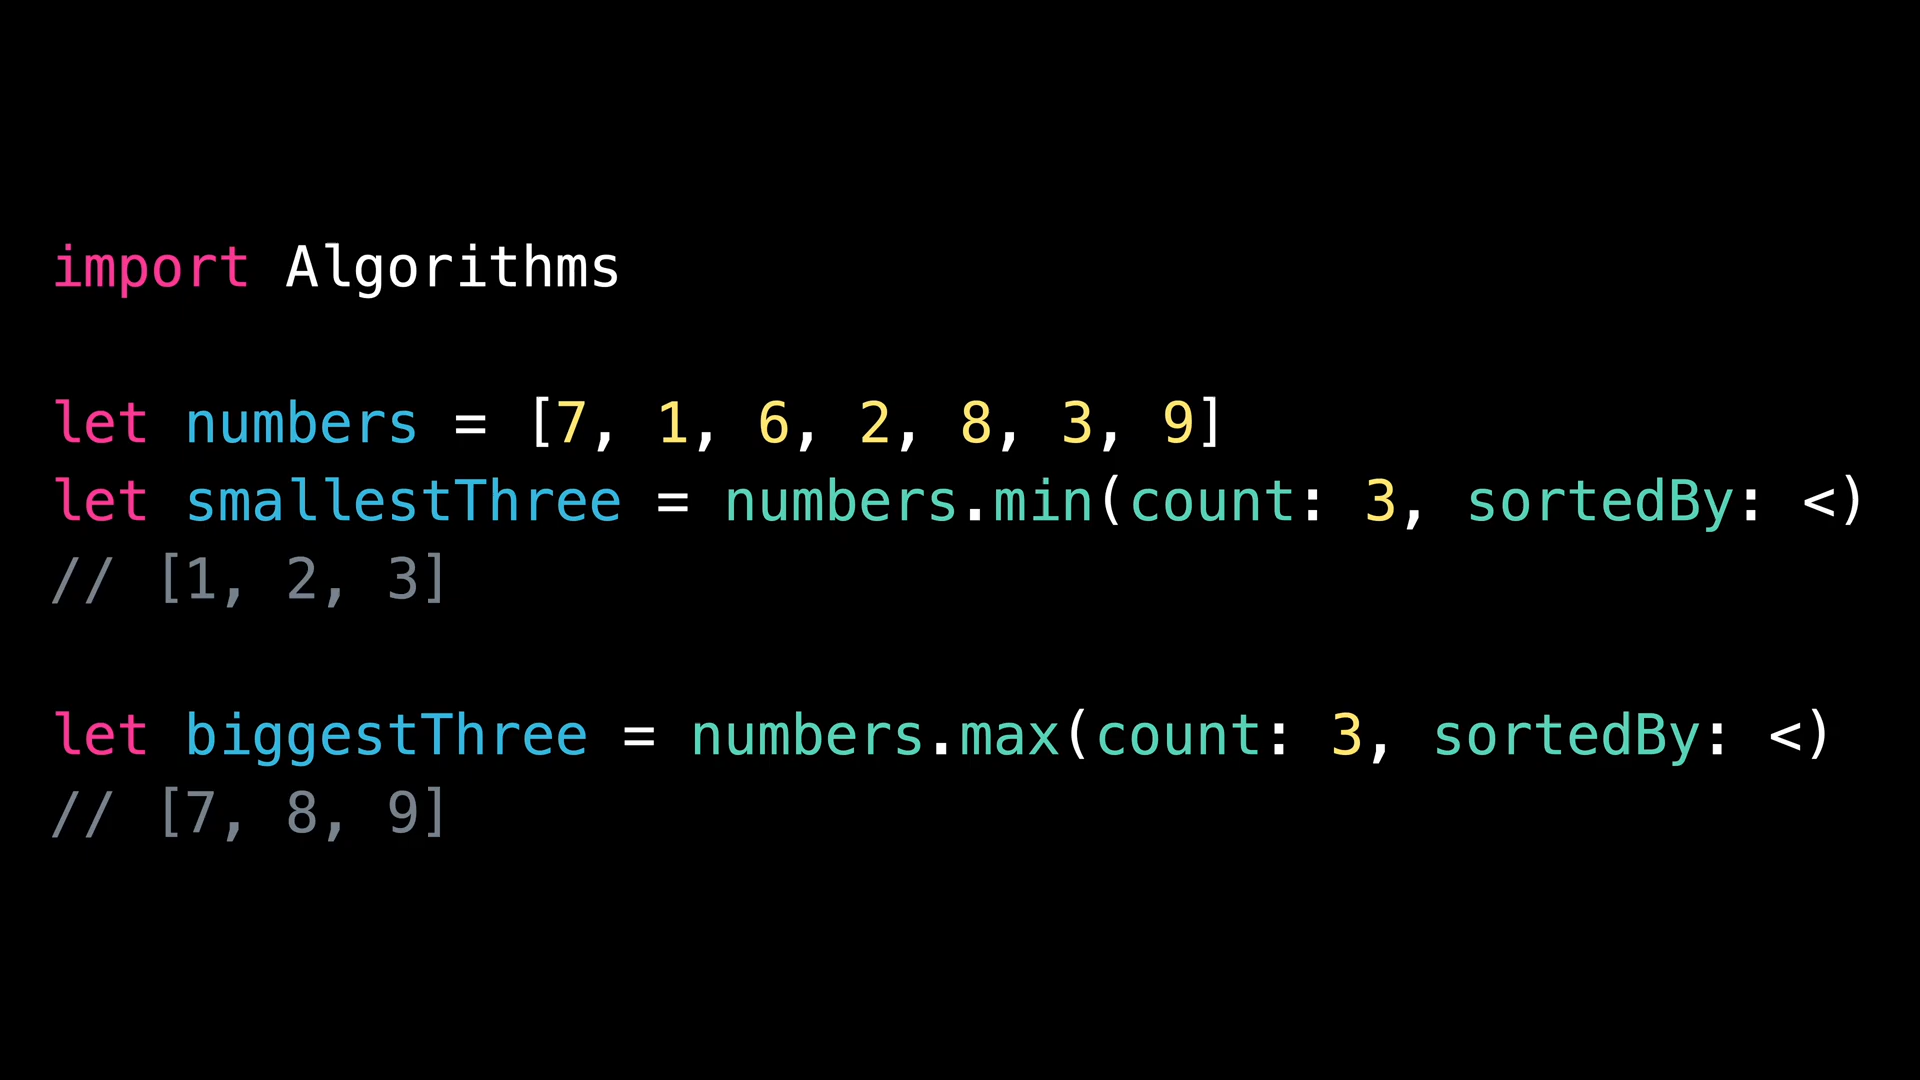 import Algorithms
let numbers = [7, 1, 6, 2, 8, 3, 9]
let smallestThree = numbers.min(count: 3, sortedBy: <)
// [1, 2, 3]
let biggestThree = numbers.max(count: 3, sortedBy: <)
// [7, 8, 9]